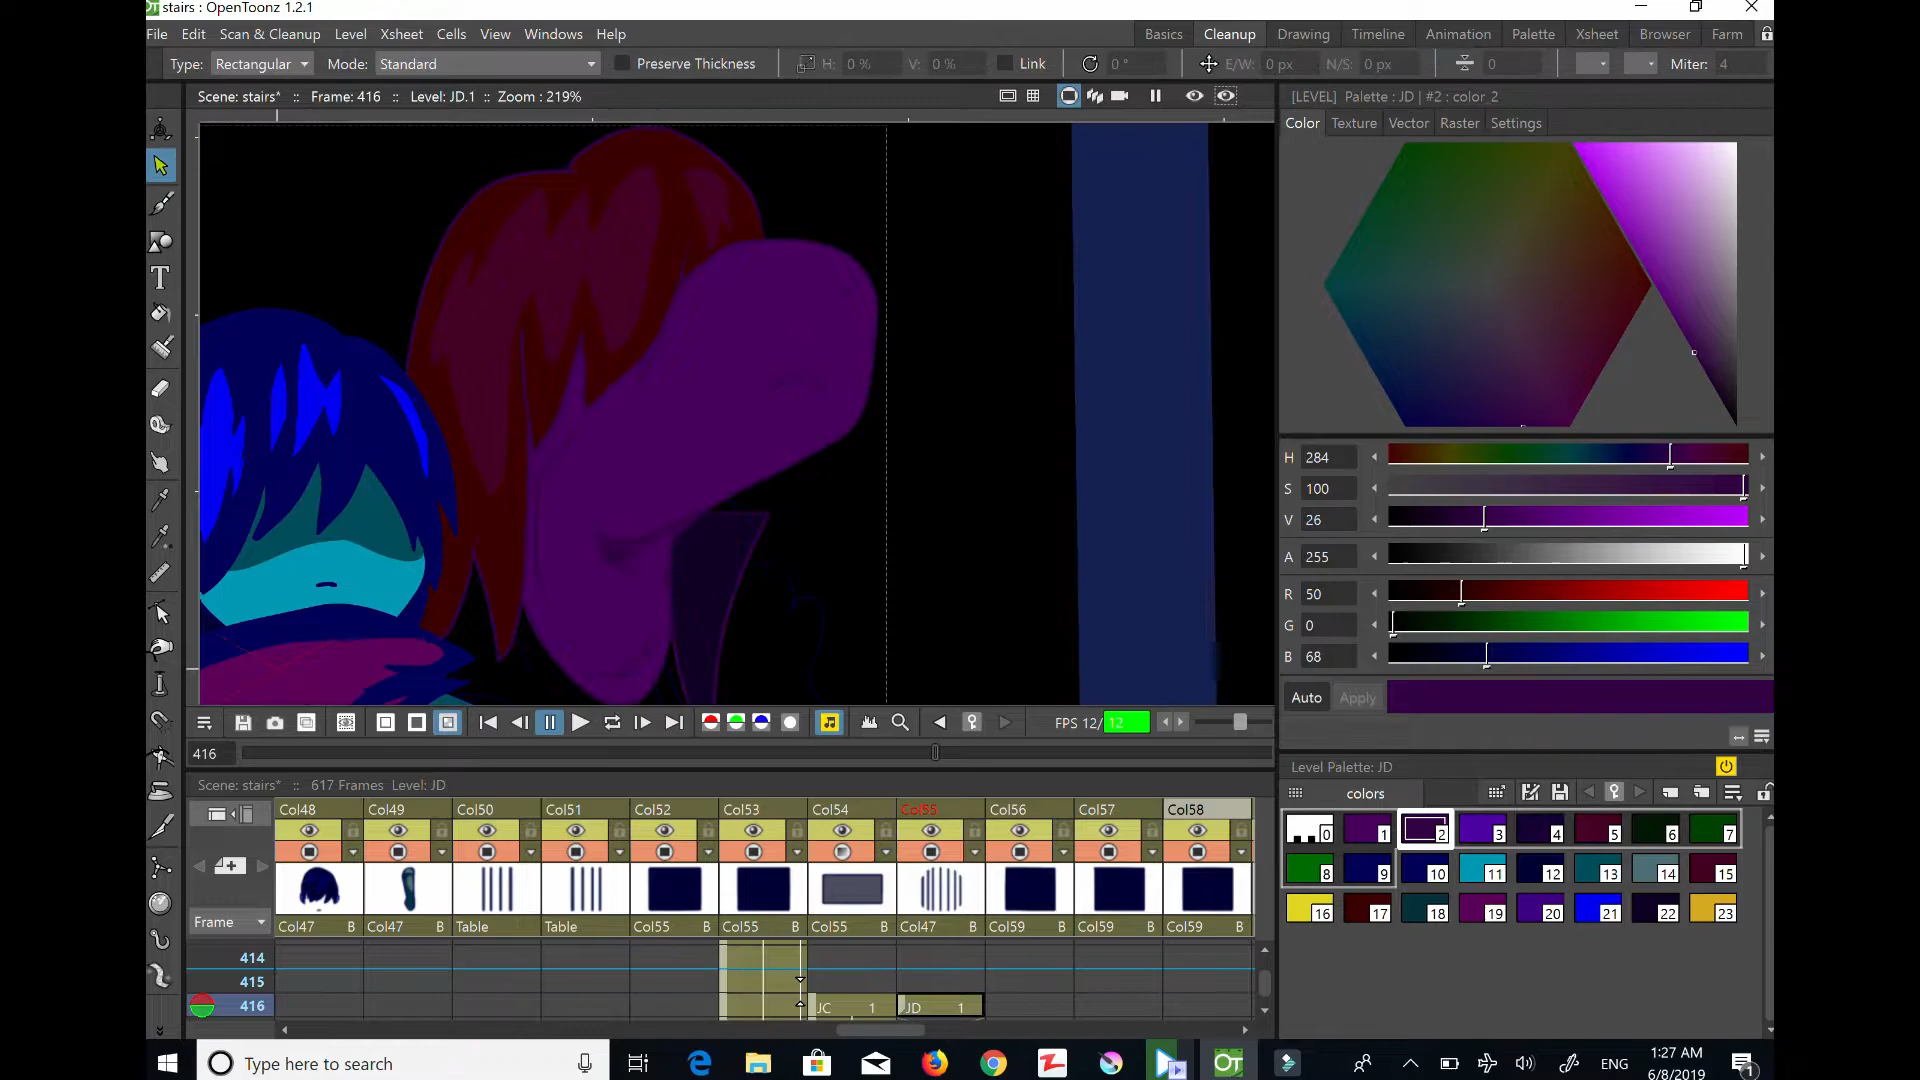 stairs : OpenToonz 1.2.1
File Edit Scan & Cleanup Level Xsheet Cells View Windows Help Basics Cleanup Drawing Timeline Animation Palette Xsheet Browser Farm
Type: Rectangular Mode: Standard Preserve Thickness H: 0 % V: 0 % Link 0 ° E/W: 0 px N/S: 0 px 0 Miter: 4
Scene: stairs* :: Frame: 416 :: Level: JD.1 :: Zoom : 219%
[LEVEL] Palette : JD | #2 : color_2
Color Texture Vector Raster Settings
H 284
S 100
V 26
A 255
R 50
G 0
B 68
Auto Apply
FPS 12/12
416
Scene: stairs* :: 617 Frames Level: JD
Col48 Col49 Col50 Col51 Col52 Col53 Col54 Col55 Col56 Col57 Col58
Frame
Col47 B Col47 B Table B Table B Col55 B Col55 B Col55 B Col47 B Col59 B Col59 B Col59 B
414
415
416 JC 1 JD 1
Level Palette: JD
colors
0 1 2 3 4 5 6 7
8 9 10 11 12 13 14 15
16 17 18 19 20 21 22 23
OT
Type here to search
OT
ENG
1:27 AM
6/8/2019
1